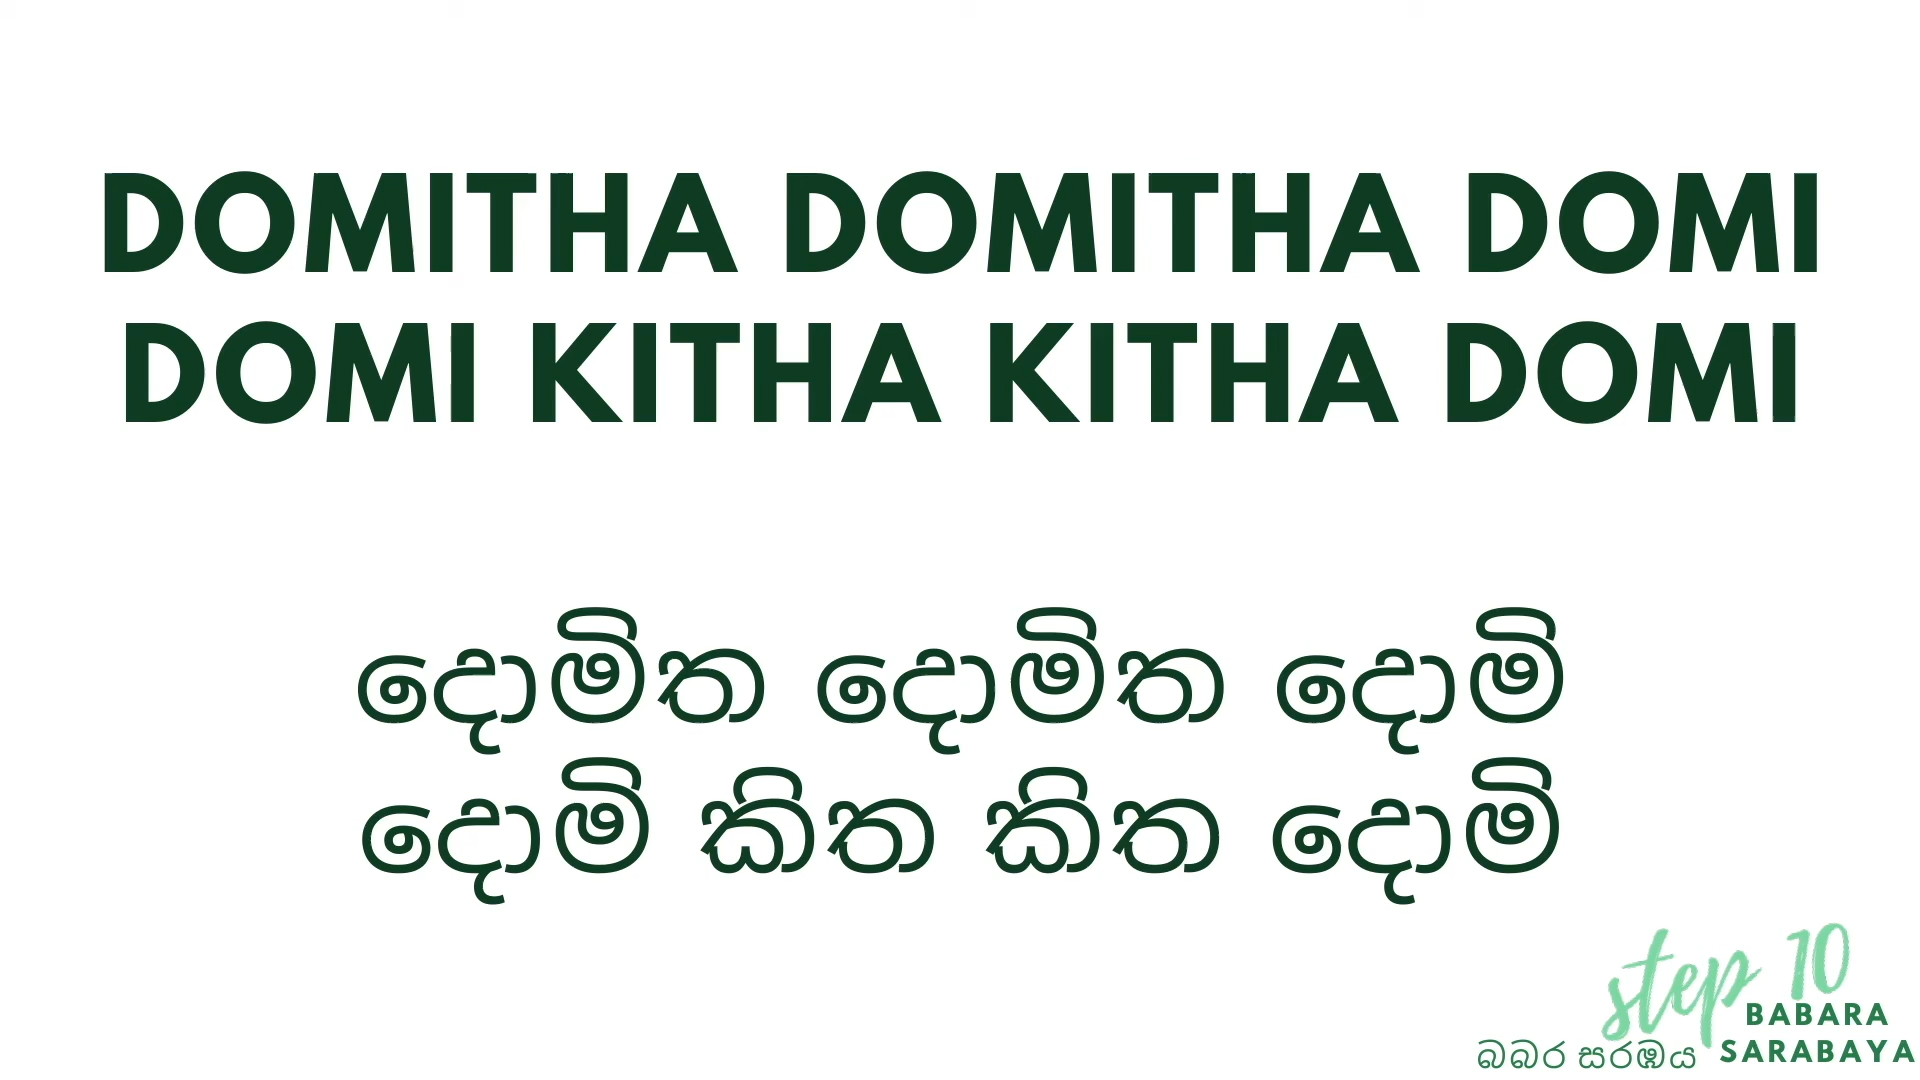 DOMITHA DOMITHA DOMI
DOMI KITHA KITHA DOMI
දොමිත දොමිත දොමි
දොමි කිත කිත දොමි
step 10
BABARA
බබර සරඹය SARABAYA